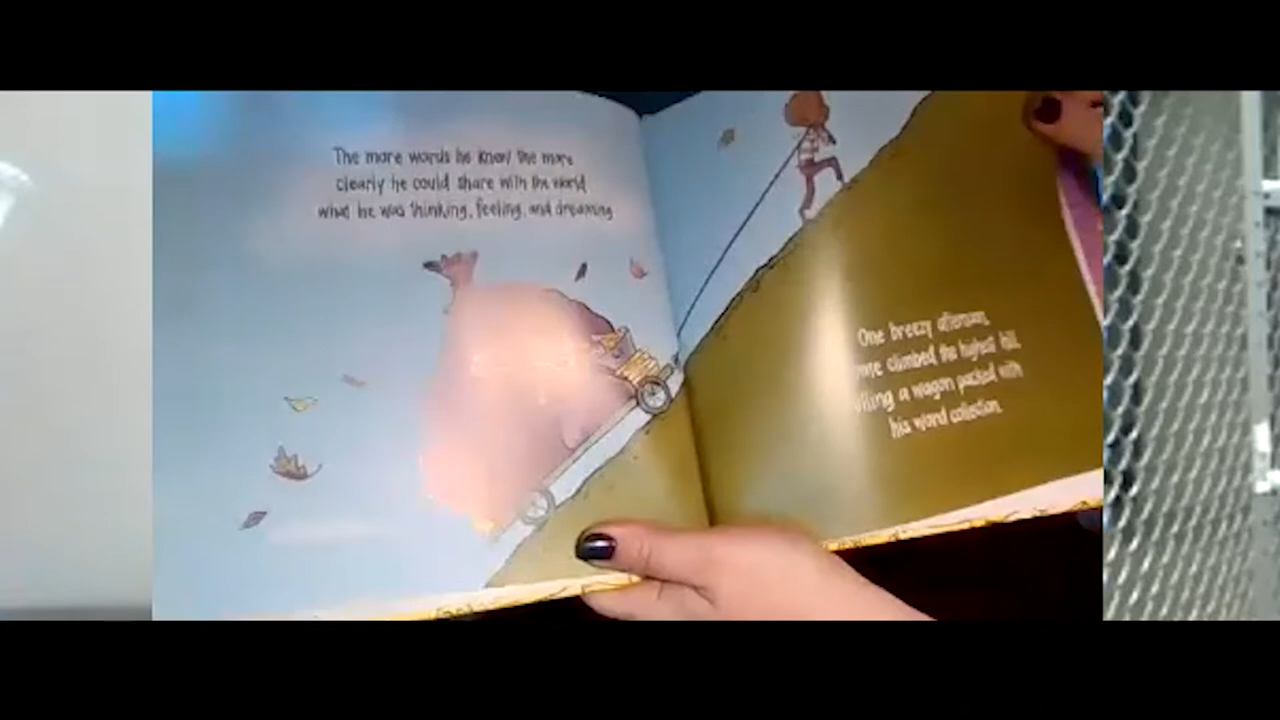 The more words he knew, the more
clearly he could share with the world
what he was thinking, feeling, and dreaming.
One breezy afternoon,
climbed the highest hill,
a wagon packed with
his word collection.